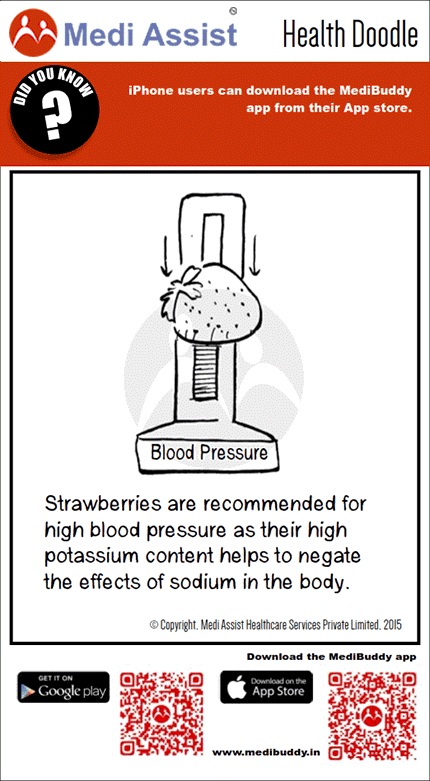 Medi Assist
®
Health Doodle
DID YOU KNOW
?
iPhone users can download the MediBuddy
app from their App store.
Blood Pressure
Strawberries are recommended for
high blood pressure as their high
potassium content helps to negate
the effects of sodium in the body.
© Copyright. Medi Assist Healthcare Services Private Limited. 2015
Download the MediBuddy app
GET IT ON
Google play
Download on the
App Store
www.medibuddy.in